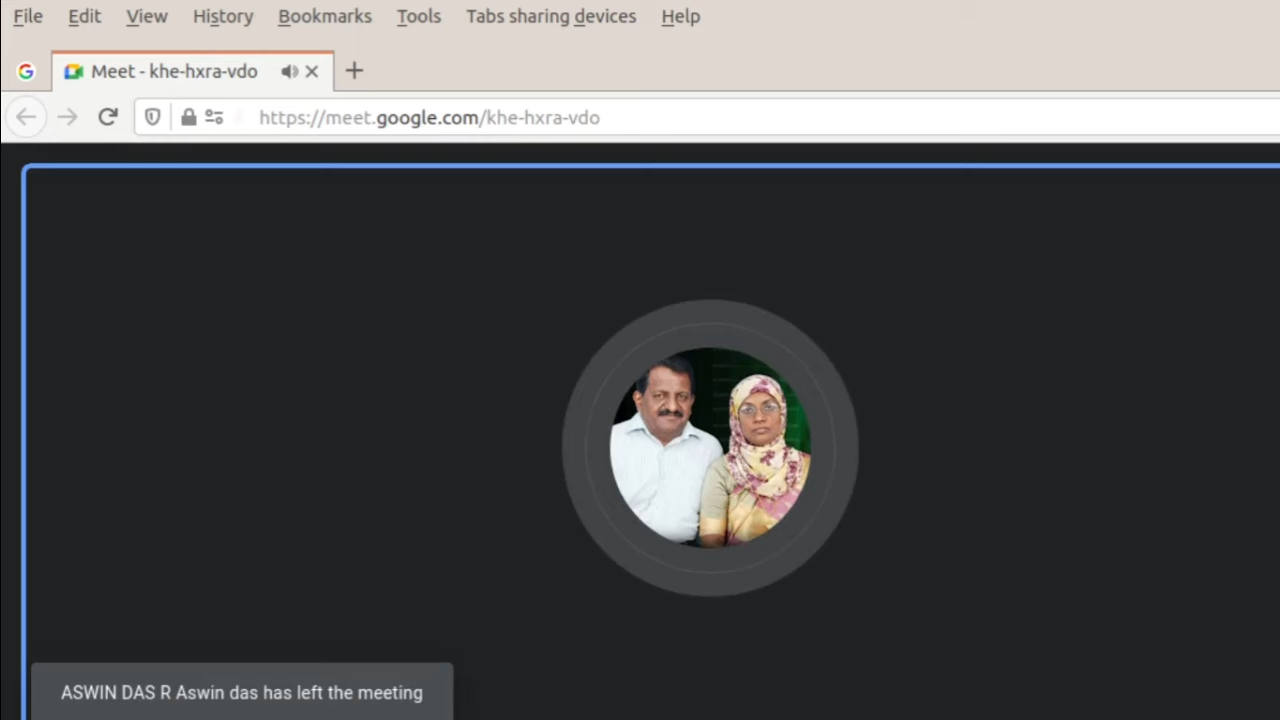 File Edit View History Bookmarks Tools Tabs sharing devices Help
Meet - khe-hxra-vdo
https://meet.google.com/khe-hxra-vdo
ASWIN DAS R Aswin das has left the meeting